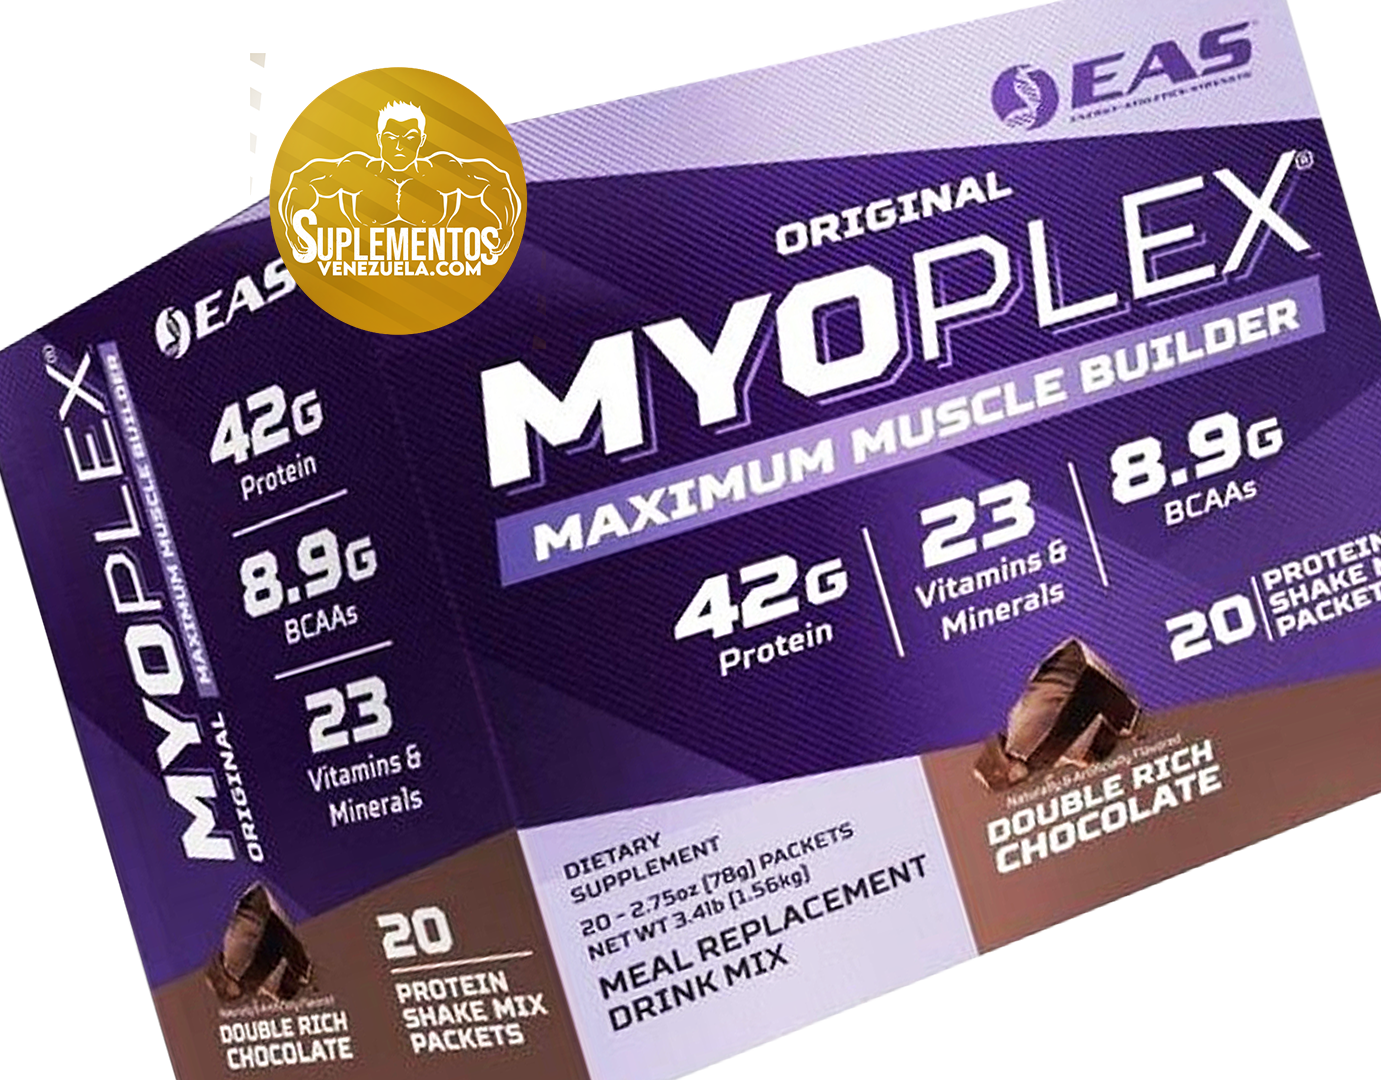 SUPLEMENTOS
VENEZUELA.COM
EAS
ORIGINAL
MYOPLEX®
MAXIMUM MUSCLE BUILDER
42G
Protein
23
Vitamins &
Minerals
8.9G
BCAAs
20
PROTEIN
SHAKE
PACKET
Naturally & Artificially Flavored
DOUBLE RICH
CHOCOLATE
DIETARY
SUPPLEMENT
20 - 2.75oz (78g) PACKETS
NET WT 3.4lb (1.56kg)
MEAL REPLACEMENT
DRINK MIX
EAS
ORIGINAL
MYOPLEX®
MAXIMUM MUSCLE BUILDER
42G
Protein
8.9G
BCAAs
23
Vitamins &
Minerals
DOUBLE RICH
CHOCOLATE
20
PROTEIN
SHAKE MIX
PACKETS